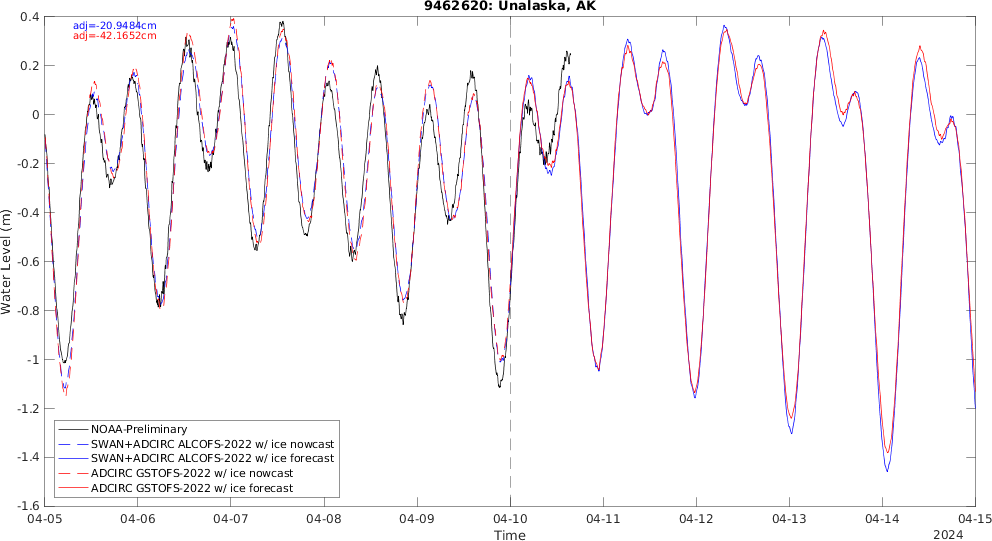 9462620: Unalaska, AK
adj=-20.9484cm
adj=-42.1652cm
Water Level (m)
0.4
0.2
0
-0.2
-0.4
-0.6
-0.8
-1
-1.2
-1.4
-1.6
NOAA-Preliminary
SWAN+ADCIRC ALCOFS-2022 w/ ice nowcast
SWAN+ADCIRC ALCOFS-2022 w/ ice forecast
ADCIRC GSTOFS-2022 w/ ice nowcast
ADCIRC GSTOFS-2022 w/ ice forecast
04-05 04-06 04-07 04-08 04-09 04-10 04-11 04-12 04-13 04-14 04-15
Time
2024